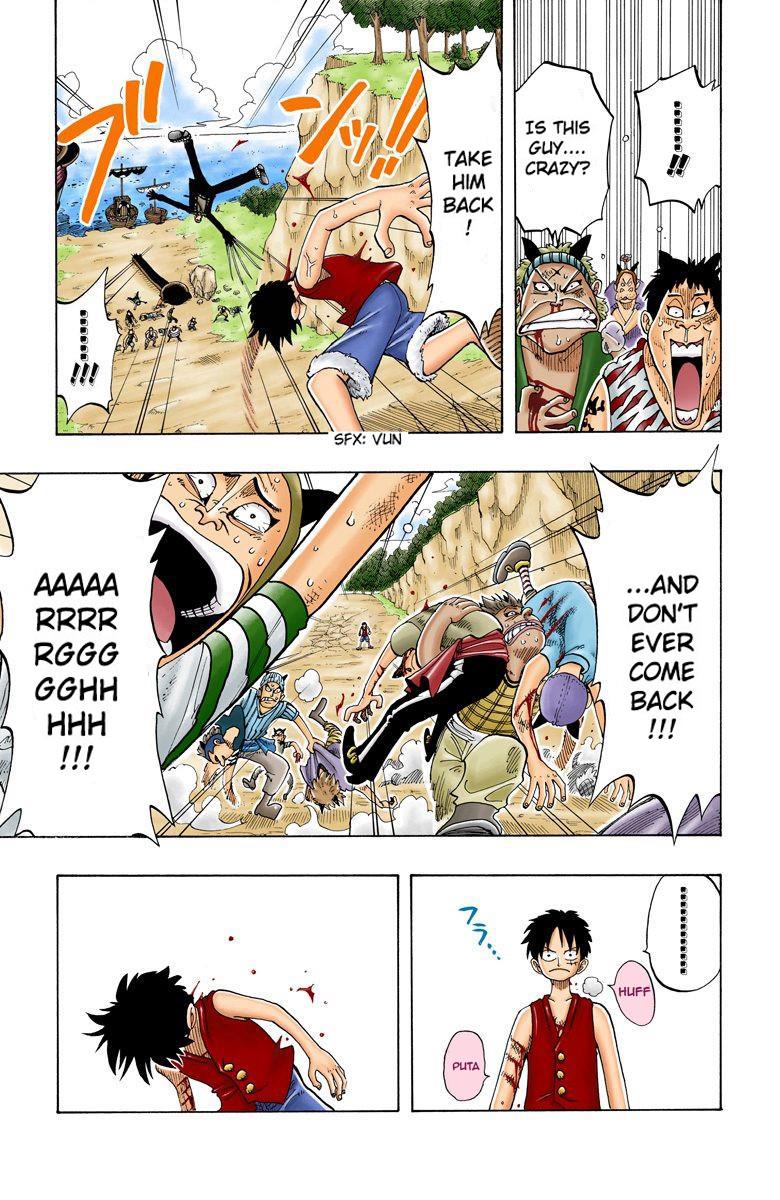 !!
IS THIS
GUY....
CRAZY?
TAKE
HIM
BACK
!
ブンッ!!
!!!
SFX: VUN
...AND
DON'T
EVER
COME
BACK
!!!
AAAAA
RRRR
RGGG
GGHH
HHH
!!!
フラ...
HUFF
PUTA